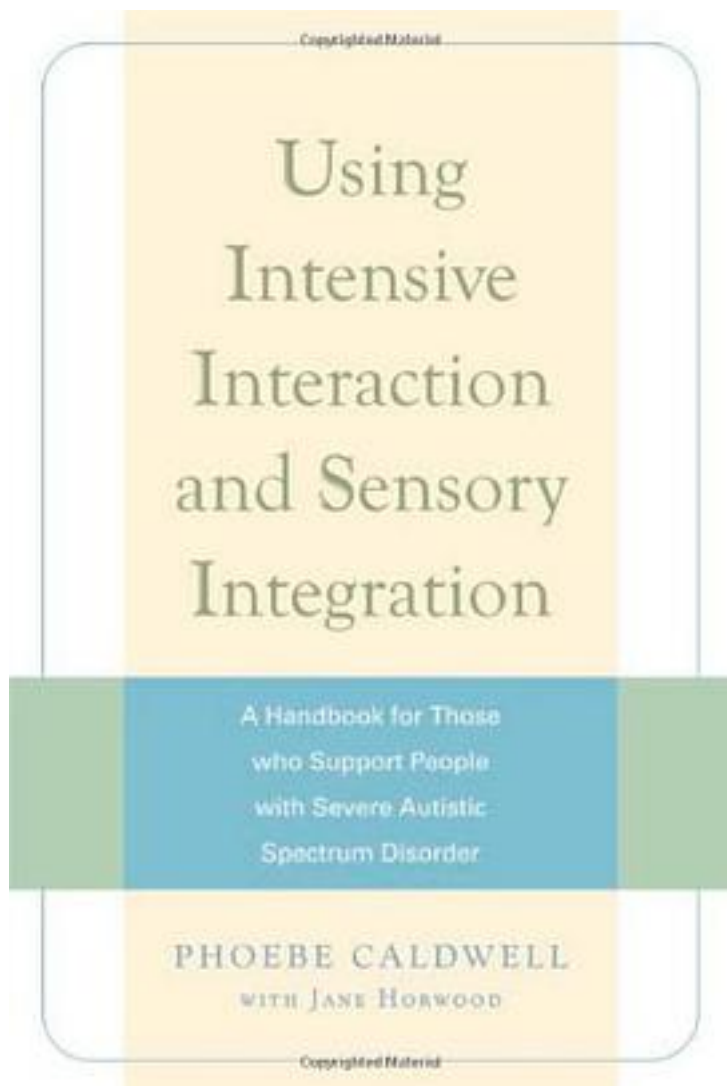 Copyrighted Material
Using
Intensive
Interaction
and Sensory
Integration
A Handbook for Those
who Support People
with Severe Autistic
Spectrum Disorder
PHOEBE CALDWELL
WITH JANE HORWOOD
Copyrighted Material